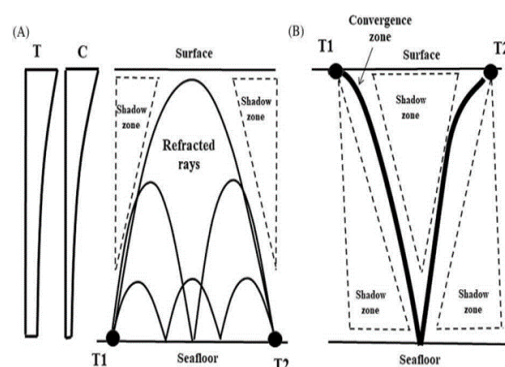 (A)
T C
Surface
Shadow
zone
Shadow
zone
Refracted
rays
T1
Seafloor
T2
(B)
T1
Convergence
zone
Surface
T2
Shadow
zone
Shadow
zone
Shadow
zone
Seafloor